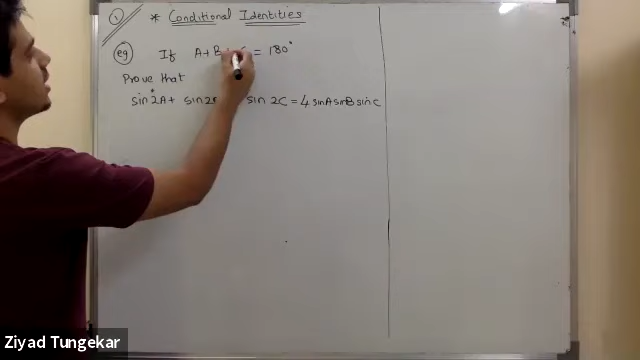 ① * Conditional Identities
eg If A+B = 180°
Prove that
sin 2A + sin 2 sin 2C = 4 sinA sinB sinC
Ziyad Tungekar